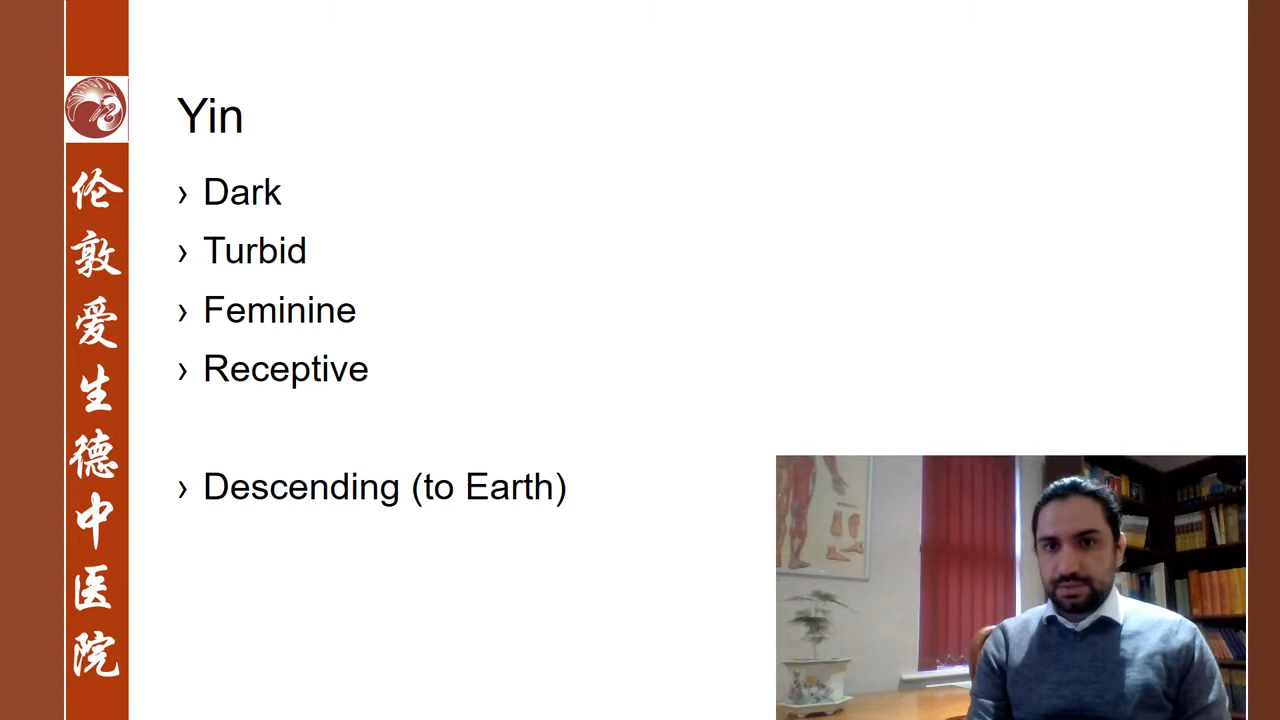 伦敦爱生德中医院
Yin
› Dark
› Turbid
› Feminine
› Receptive
› Descending (to Earth)